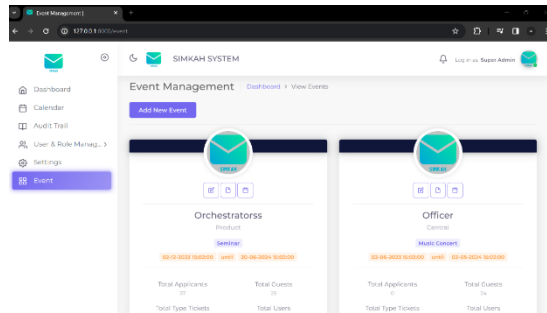 Event Management |
127.0.0.1:8000/event
SIMKAH SYSTEM
Log in as Super Admin
Dashboard
Calendar
Audit Trail
User & Role Manag...
Settings
Event
Event Management
Dashboard > View Events
Add New Event
SIMKAH
Orchestratorss
Product
Seminar
until
Total Applicants
Total Guests
Total Type Tickets
Total Users
Officer
Central
Music Concert
until
Total Applicants
Total Guests
0
24
Total Type Tickets
Total Users